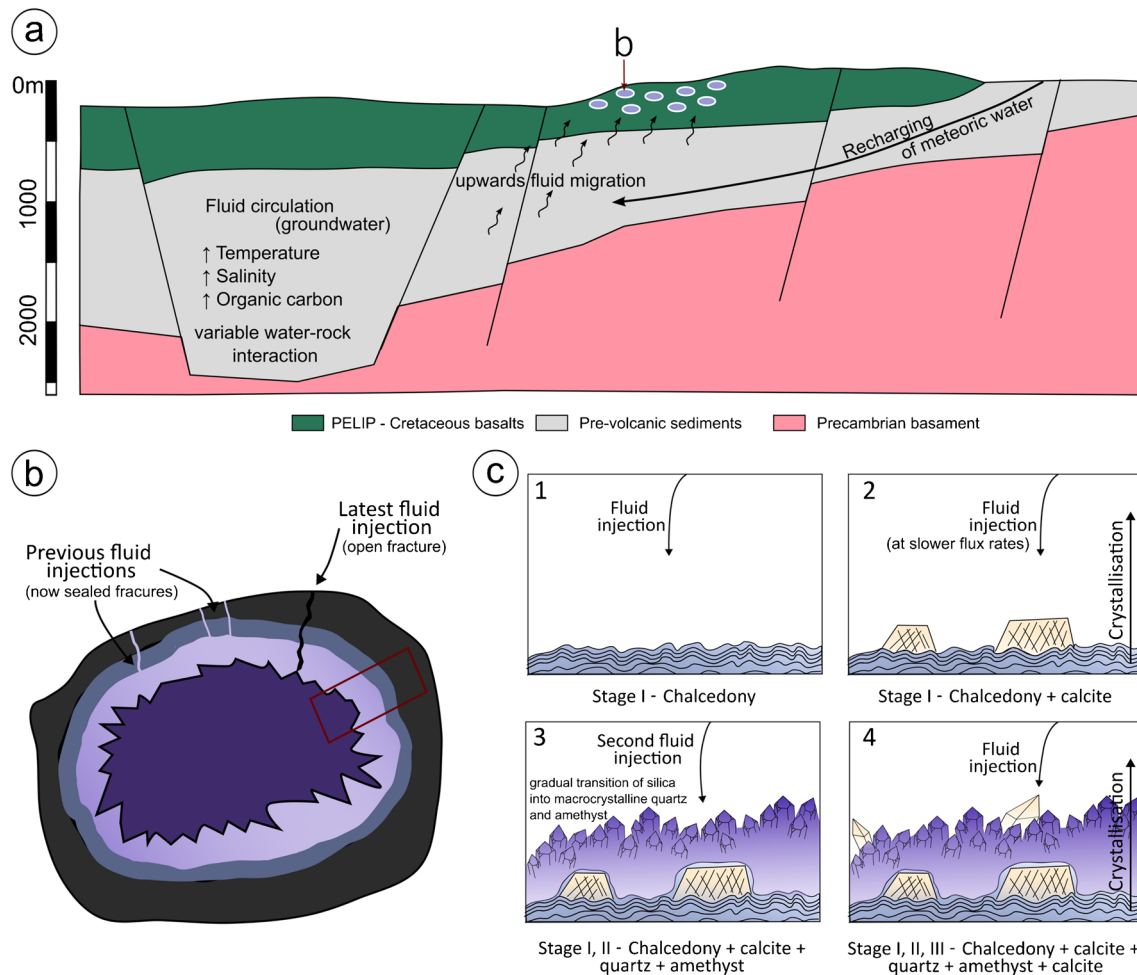 a
b
0m
1000
2000
Recharging
of meteoric water
upwards fluid migration
Fluid circulation
(groundwater)
↑ Temperature
↑ Salinity
↑ Organic carbon
variable water-rock
interaction
PELIP - Cretaceous basalts
Pre-volcanic sediments
Precambrian basement
b
Previous fluid
injections
(now sealed fracures)
Latest fluid
injection
(open fracture)
c
1
Fluid
injection
Stage I - Chalcedony
2
Fluid
injection
(at slower flux rates)
Crystallisation
Stage I - Chalcedony + calcite
3
Second fluid
injection
gradual transition of silica
into macrocrystalline quartz
and amethyst
Stage I, II - Chalcedony + calcite +
quartz + amethyst
4
Fluid
injection
Crystallisation
Stage I, II, III - Chalcedony + calcite +
quartz + amethyst + calcite